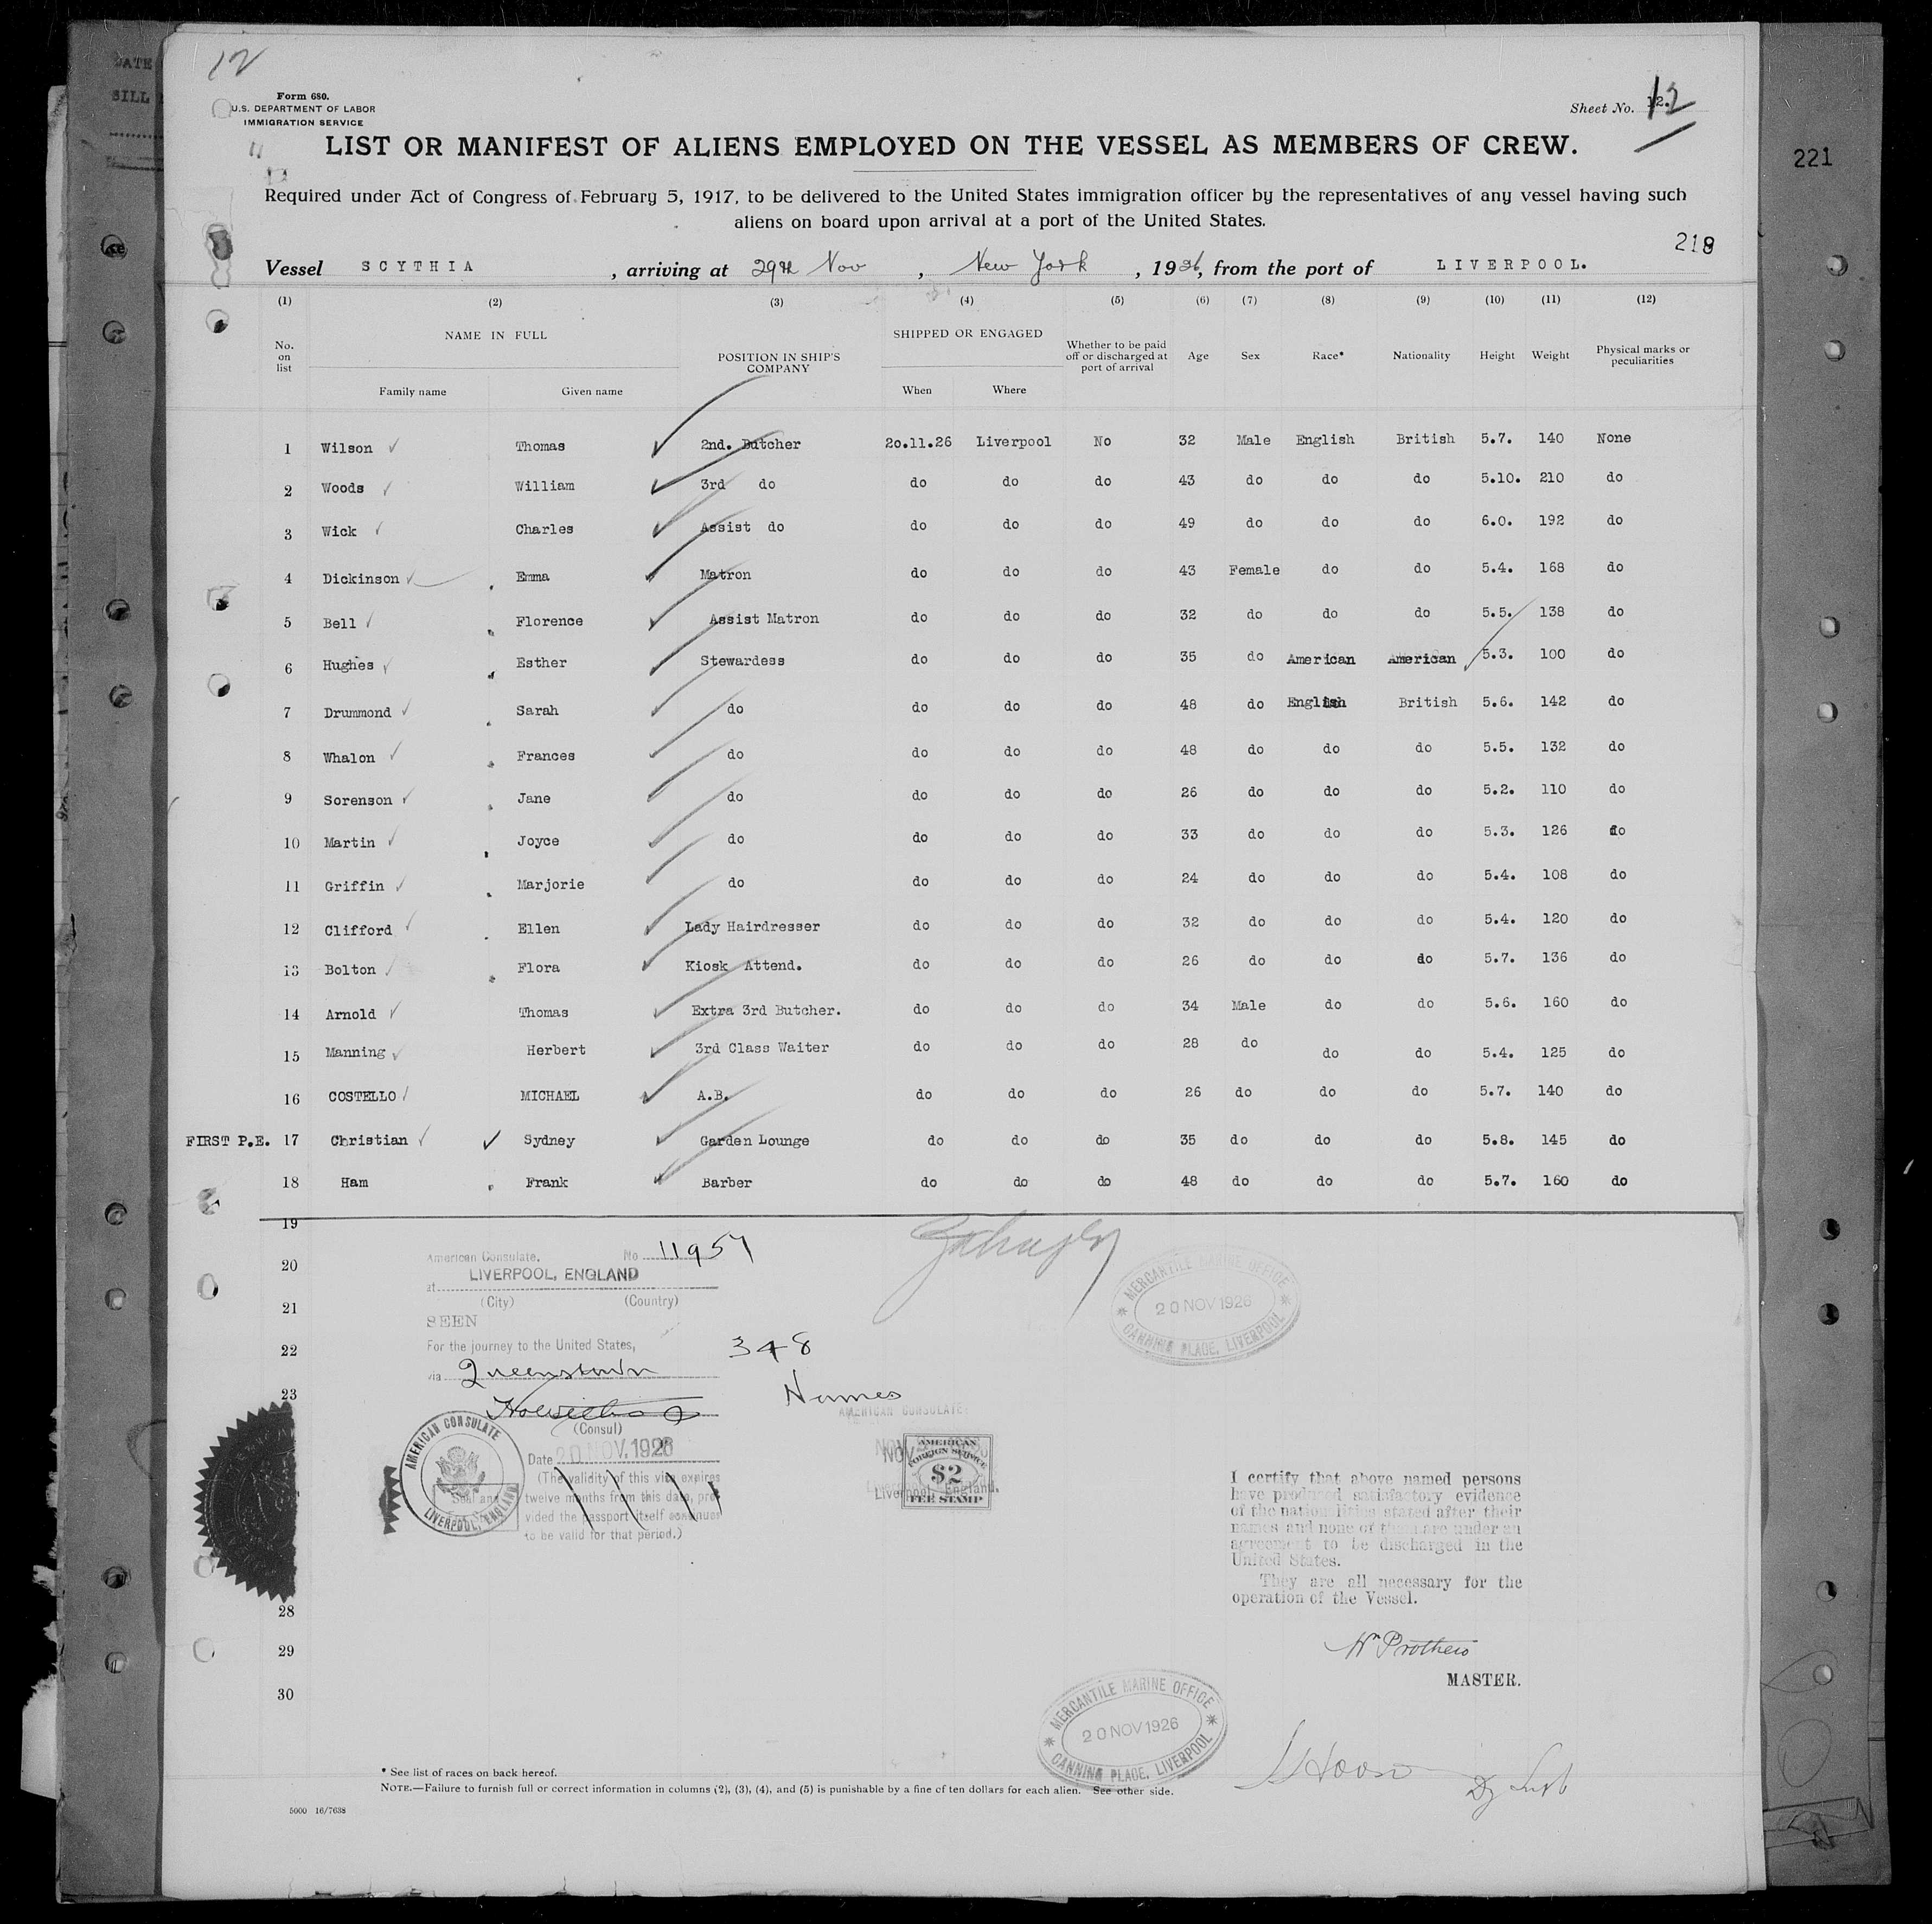 12
Form 680.
U.S. DEPARTMENT OF LABOR
IMMIGRATION SERVICE
Sheet No. 12
LIST OR MANIFEST OF ALIENS EMPLOYED ON THE VESSEL AS MEMBERS OF CREW.
221
Required under Act of Congress of February 5, 1917, to be delivered to the United States immigration officer by the representatives of any vessel having such
aliens on board upon arrival at a port of the United States.
218
Vessel SCYTHIA, arriving at 29th Nov, New York, 1926, from the port of LIVERPOOL.
(1) (2) (3) (4) (5) (6) (7) (8) (9) (10) (11) (12)
No. on list NAME IN FULL POSITION IN SHIP'S COMPANY SHIPPED OR ENGAGED Whether to be paid off or discharged at port of arrival Age Sex Race* Nationality Height Weight Physical marks or peculiarities
Family name Given name When Where
1 Wilson Thomas 2nd. Butcher 20.11.26 Liverpool No 32 Male English British 5.7. 140 None
2 Woods William 3rd do do do do 43 do do do 5.10. 210 do
3 Wick Charles Assist do do do do 49 do do do 6.0. 192 do
4 Dickinson Emma Matron do do do 43 Female do do 5.4. 168 do
5 Bell Florence Assist Matron do do do 32 do do do 5.5. 138 do
6 Hughes Esther Stewardess do do do 35 do American American 5.3. 100 do
7 Drummond Sarah do do do do 48 do English British 5.6. 142 do
8 Whalon Frances do do do do 48 do do do 5.5. 132 do
9 Sorenson Jane do do do do 26 do do do 5.2. 110 do
10 Martin Joyce do do do do 33 do do do 5.3. 126 do
11 Griffin Marjorie do do do do 24 do do do 5.4. 108 do
12 Clifford Ellen Lady Hairdresser do do do 32 do do do 5.4. 120 do
13 Bolton Flora Kiosk Attend. do do do 26 do do do 5.7. 136 do
14 Arnold Thomas Extra 3rd Butcher. do do do 34 Male do do 5.6. 160 do
15 Manning Herbert 3rd Class Waiter do do do 28 do do do 5.4. 125 do
16 COSTELLO MICHAEL A.B. do do do 26 do do do 5.7. 140 do
FIRST P.E. 17 Christian Sydney Garden Lounge do do do 35 do do do 5.8. 145 do
18 Ham Frank Barber do do do 48 do do do 5.7. 160 do
19
20
21
22
23
28
29
30
American Consulate. No 11957
at LIVERPOOL, ENGLAND
(City) (Country)
SEEN
For the journey to the United States,
via Queenstown
(Consul)
Date 20 NOV. 1926
(The validity of this visa expires
twelve months from this date, pro-
vided the passport itself continues
to be valid for that period.)
AMERICAN CONSULATE
LIVERPOOL, ENGLAND
348
Names
AMERICAN CONSULATE
NOV
Liverpool, England.
AMERICAN
FOREIGN SERVICE
$2
FEE STAMP
MERCANTILE MARINE OFFICE
20 NOV 1926
CANNING PLACE, LIVERPOOL
I certify that above named persons
have produced satisfactory evidence
of the nationalities stated after their
names and none of them are under an
agreement to be discharged in the
United States.
They are all necessary for the
operation of the Vessel.
Wm Prothero
MASTER.
MERCANTILE MARINE OFFICE
20 NOV 1926
CANNING PLACE, LIVERPOOL
* See list of races on back hereof.
NOTE.—Failure to furnish full or correct information in columns (2), (3), (4), and (5) is punishable by a fine of ten dollars for each alien. See other side.
5000 16/7638